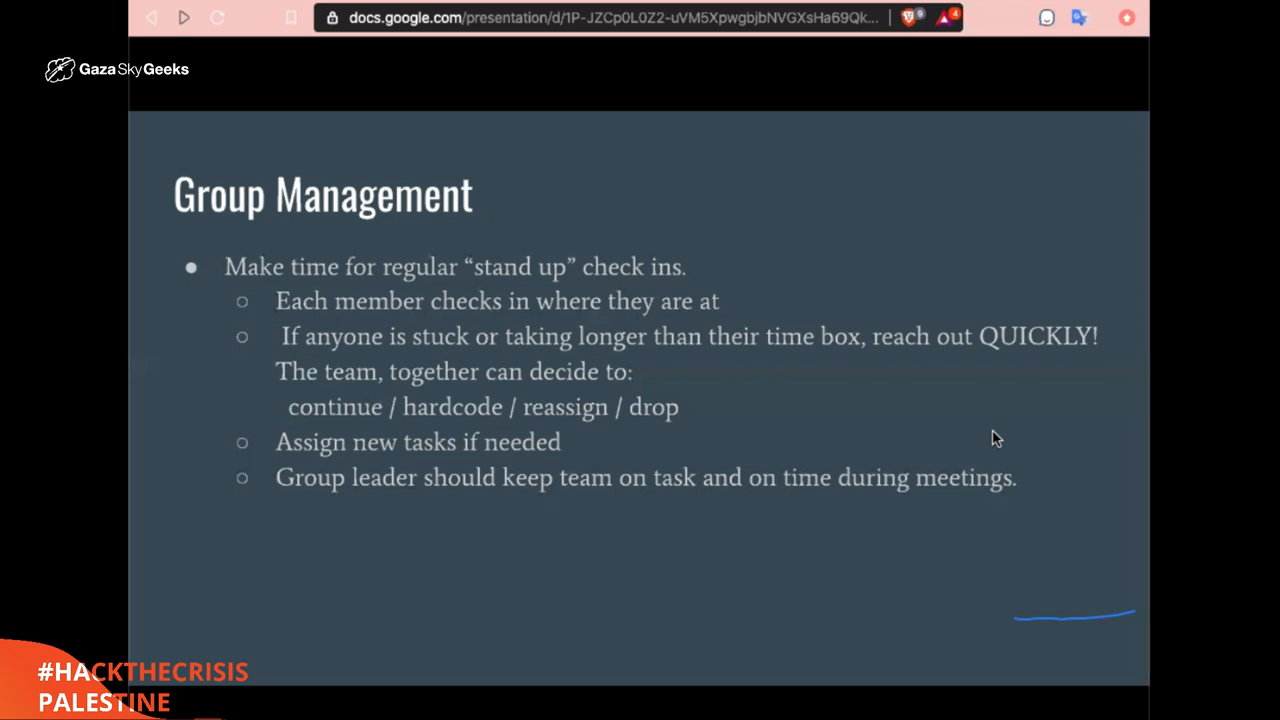 docs.google.com/presentation/d/1P-JZCp0L0Z2-uVM5XpwgbjbNVGXsHa69Qk...
9
4
GazaSkyGeeks
Group Management
● Make time for regular “stand up” check ins.
○ Each member checks in where they are at
○ If anyone is stuck or taking longer than their time box, reach out QUICKLY!
The team, together can decide to:
continue / hardcode / reassign / drop
○ Assign new tasks if needed
○ Group leader should keep team on task and on time during meetings.
#HACKTHECRISIS
PALESTINE